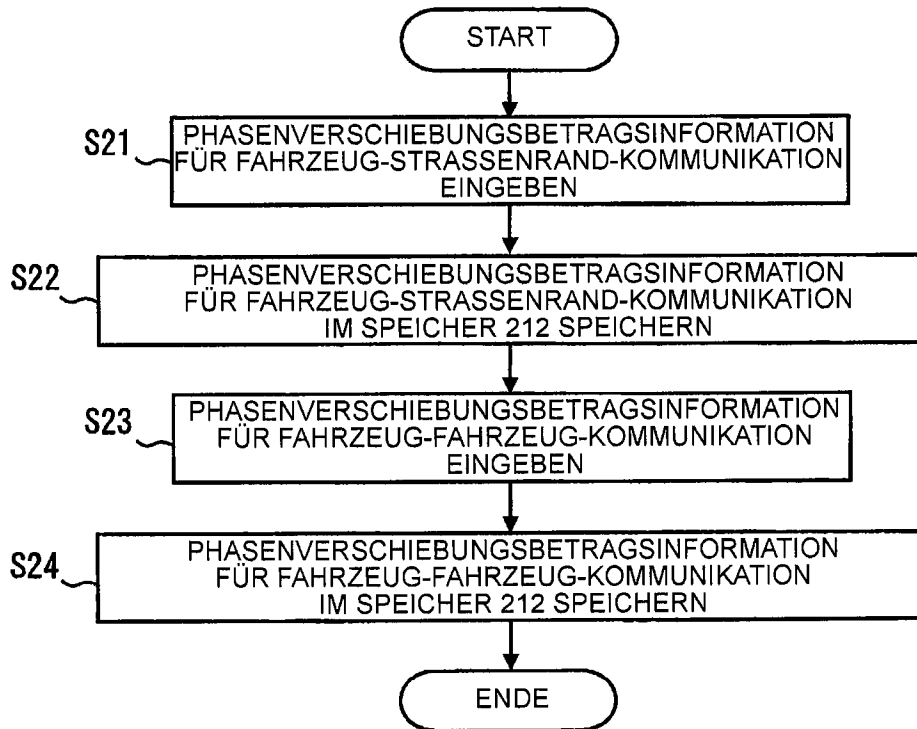 START
S21
PHASENVERSCHIEBUNGSBETRAGSINFORMATION
FÜR FAHRZEUG-STRASSENRAND-KOMMUNIKATION
EINGEBEN
S22
PHASENVERSCHIEBUNGSBETRAGSINFORMATION
FÜR FAHRZEUG-STRASSENRAND-KOMMUNIKATION
IM SPEICHER 212 SPEICHERN
S23
PHASENVERSCHIEBUNGSBETRAGSINFORMATION
FÜR FAHRZEUG-FAHRZEUG-KOMMUNIKATION
EINGEBEN
S24
PHASENVERSCHIEBUNGSBETRAGSINFORMATION
FÜR FAHRZEUG-FAHRZEUG-KOMMUNIKATION
IM SPEICHER 212 SPEICHERN
ENDE